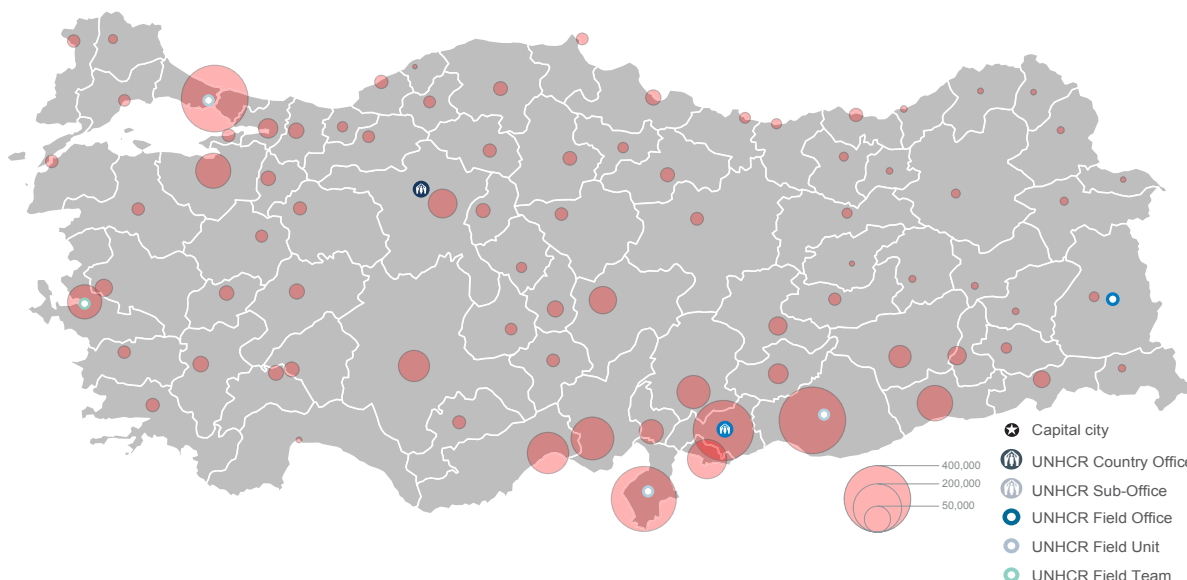 Capital city
400,000
UNHCR Country Office
200,000
UNHCR Sub-Office
50,000
UNHCR Field Office
UNHCR Field Unit
UNHCR Field Team